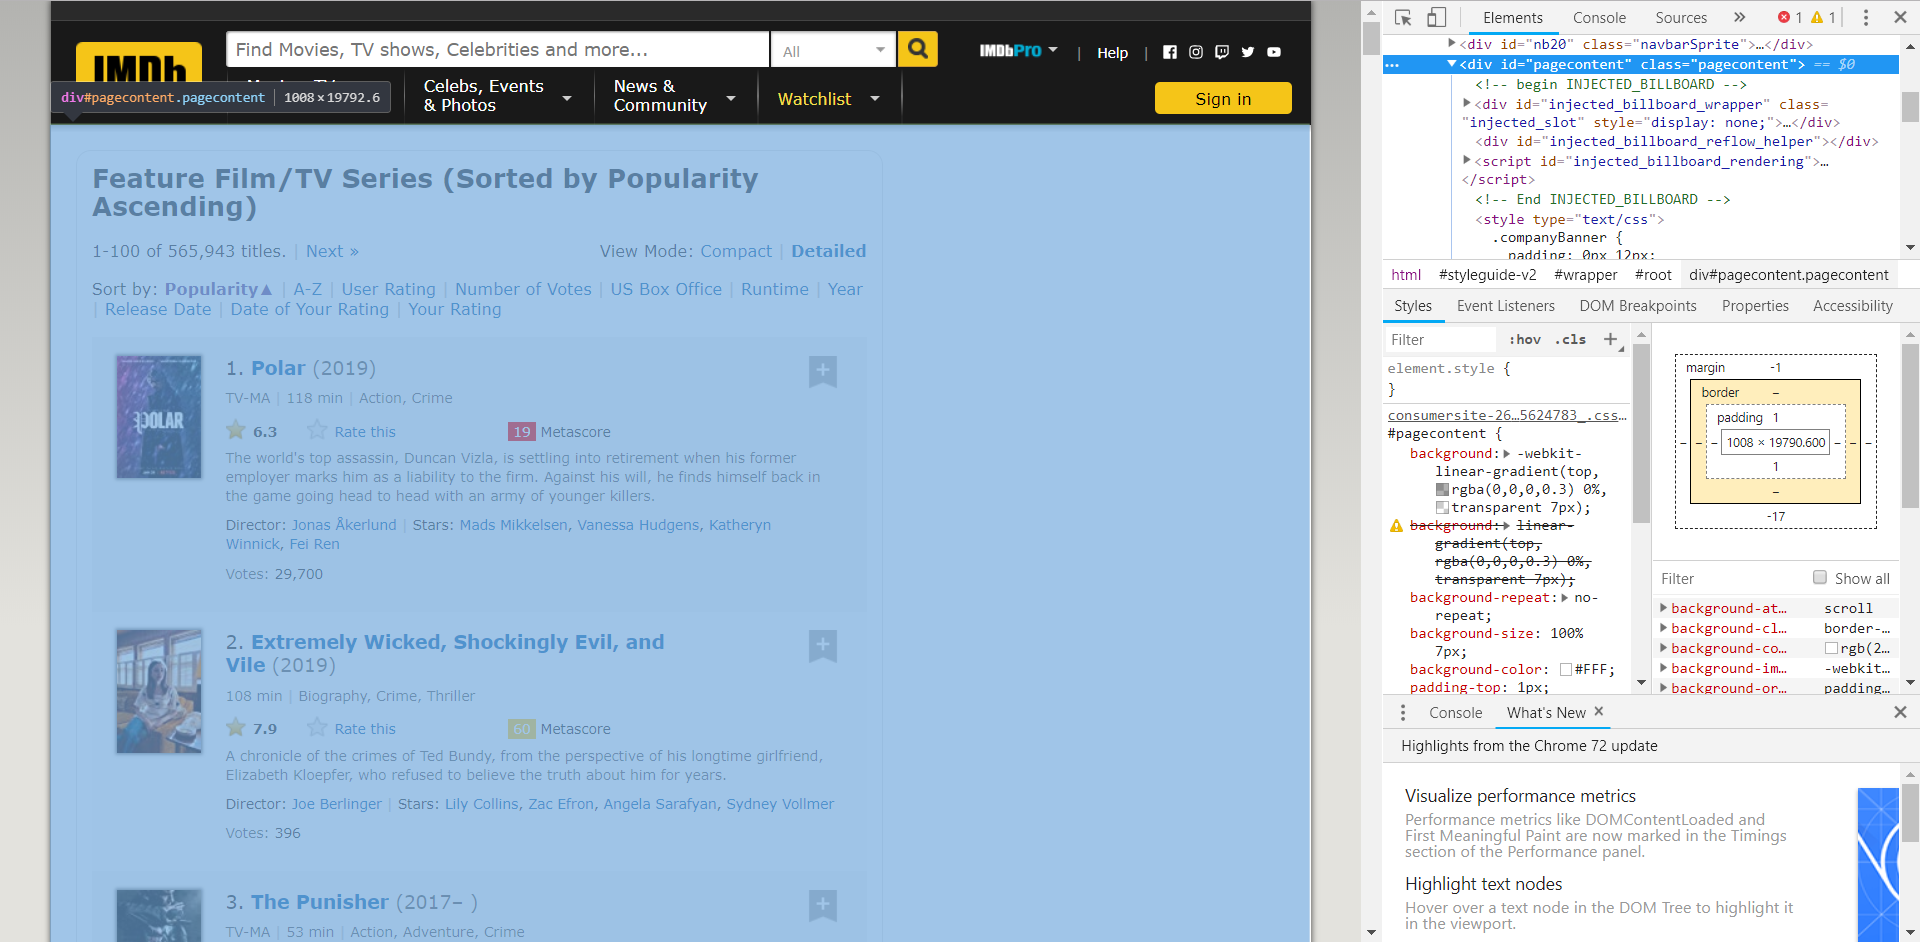 IMDb
Find Movies, TV shows, Celebrities and more...
All
IMDbPro
|
Help
|
Celebs, Events
& Photos
News &
Community
Watchlist
Sign in
div#pagecontent.pagecontent | 1008 × 19792.6
Feature Film/TV Series (Sorted by Popularity
Ascending)
1-100 of 565,943 titles. | Next »
View Mode: Compact | Detailed
Sort by: Popularity▲ | A-Z | User Rating | Number of Votes | US Box Office | Runtime | Year
| Release Date | Date of Your Rating | Your Rating
POLAR
1. Polar (2019)
TV-MA | 118 min | Action, Crime
6.3 Rate this 19 Metascore
The world's top assassin, Duncan Vizla, is settling into retirement when his former
employer marks him as a liability to the firm. Against his will, he finds himself back in
the game going head to head with an army of younger killers.
Director: Jonas Åkerlund | Stars: Mads Mikkelsen, Vanessa Hudgens, Katheryn
Winnick, Fei Ren
Votes: 29,700
2. Extremely Wicked, Shockingly Evil, and
Vile (2019)
108 min | Biography, Crime, Thriller
7.9 Rate this 60 Metascore
A chronicle of the crimes of Ted Bundy, from the perspective of his longtime girlfriend,
Elizabeth Kloepfer, who refused to believe the truth about him for years.
Director: Joe Berlinger | Stars: Lily Collins, Zac Efron, Angela Sarafyan, Sydney Vollmer
Votes: 396
3. The Punisher (2017– )
TV-MA | 53 min | Action, Adventure, Crime
Elements Console Sources » 1 1
<div id="nb20" class="navbarSprite">…</div>
… <div id="pagecontent" class="pagecontent"> == $0
<!-- begin INJECTED_BILLBOARD -->
<div id="injected_billboard_wrapper" class=
"injected_slot" style="display: none;">…</div>
<div id="injected_billboard_reflow_helper"></div>
<script id="injected_billboard_rendering">…
</script>
<!-- End INJECTED_BILLBOARD -->
<style type="text/css">
.companyBanner {
padding: 0px 12px;
html #styleguide-v2 #wrapper #root div#pagecontent.pagecontent
Styles Event Listeners DOM Breakpoints Properties Accessibility
Filter :hov .cls +
element.style {
}
consumersite-26…5624783_.css…
#pagecontent {
background: -webkit-
linear-gradient(top,
rgba(0,0,0,0.3) 0%,
transparent 7px);
background: linear-
gradient(top,
rgba(0,0,0,0.3) 0%,
transparent 7px);
background-repeat: no-
repeat;
background-size: 100%
7px;
background-color: #FFF;
padding-top: 1px;
margin -1
border –
padding 1
– – – 1008 × 19790.600 – – –
1
–
-17
Filter Show all
background-at… scroll
background-cl… border-…
background-co… rgb(2…
background-im… -webkit…
background-or… padding…
Console What's New ×
Highlights from the Chrome 72 update
Visualize performance metrics
Performance metrics like DOMContentLoaded and
First Meaningful Paint are now marked in the Timings
section of the Performance panel.
Highlight text nodes
Hover over a text node in the DOM Tree to highlight it
in the viewport.